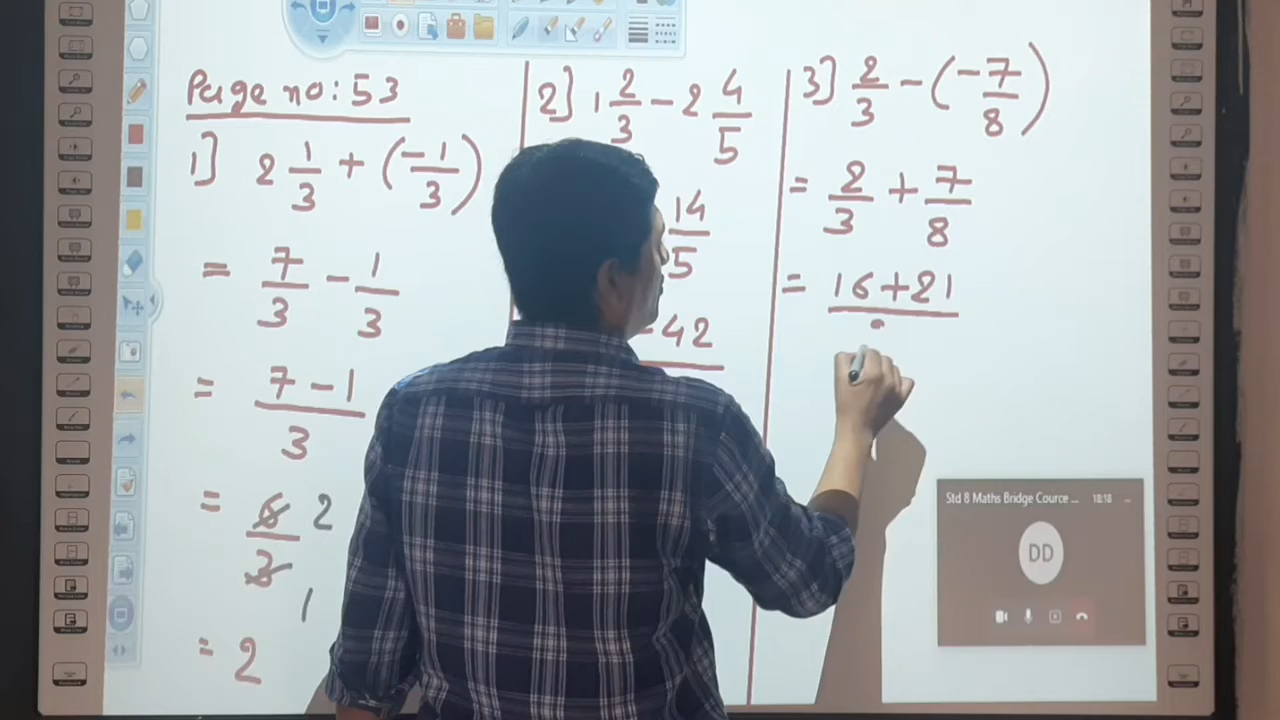 Page no: 53
1] 2 1/3 + (-1/3)
= 7/3 - 1/3
= 7 - 1 / 3
= 6/3 2 1
= 2
2] 1 2/3 - 2 4/5
14/5
- 42
3] 2/3 - (-7/8)
= 2/3 + 7/8
= 16 + 21
Std 8 Maths Bridge Cource ... 18:18
DD